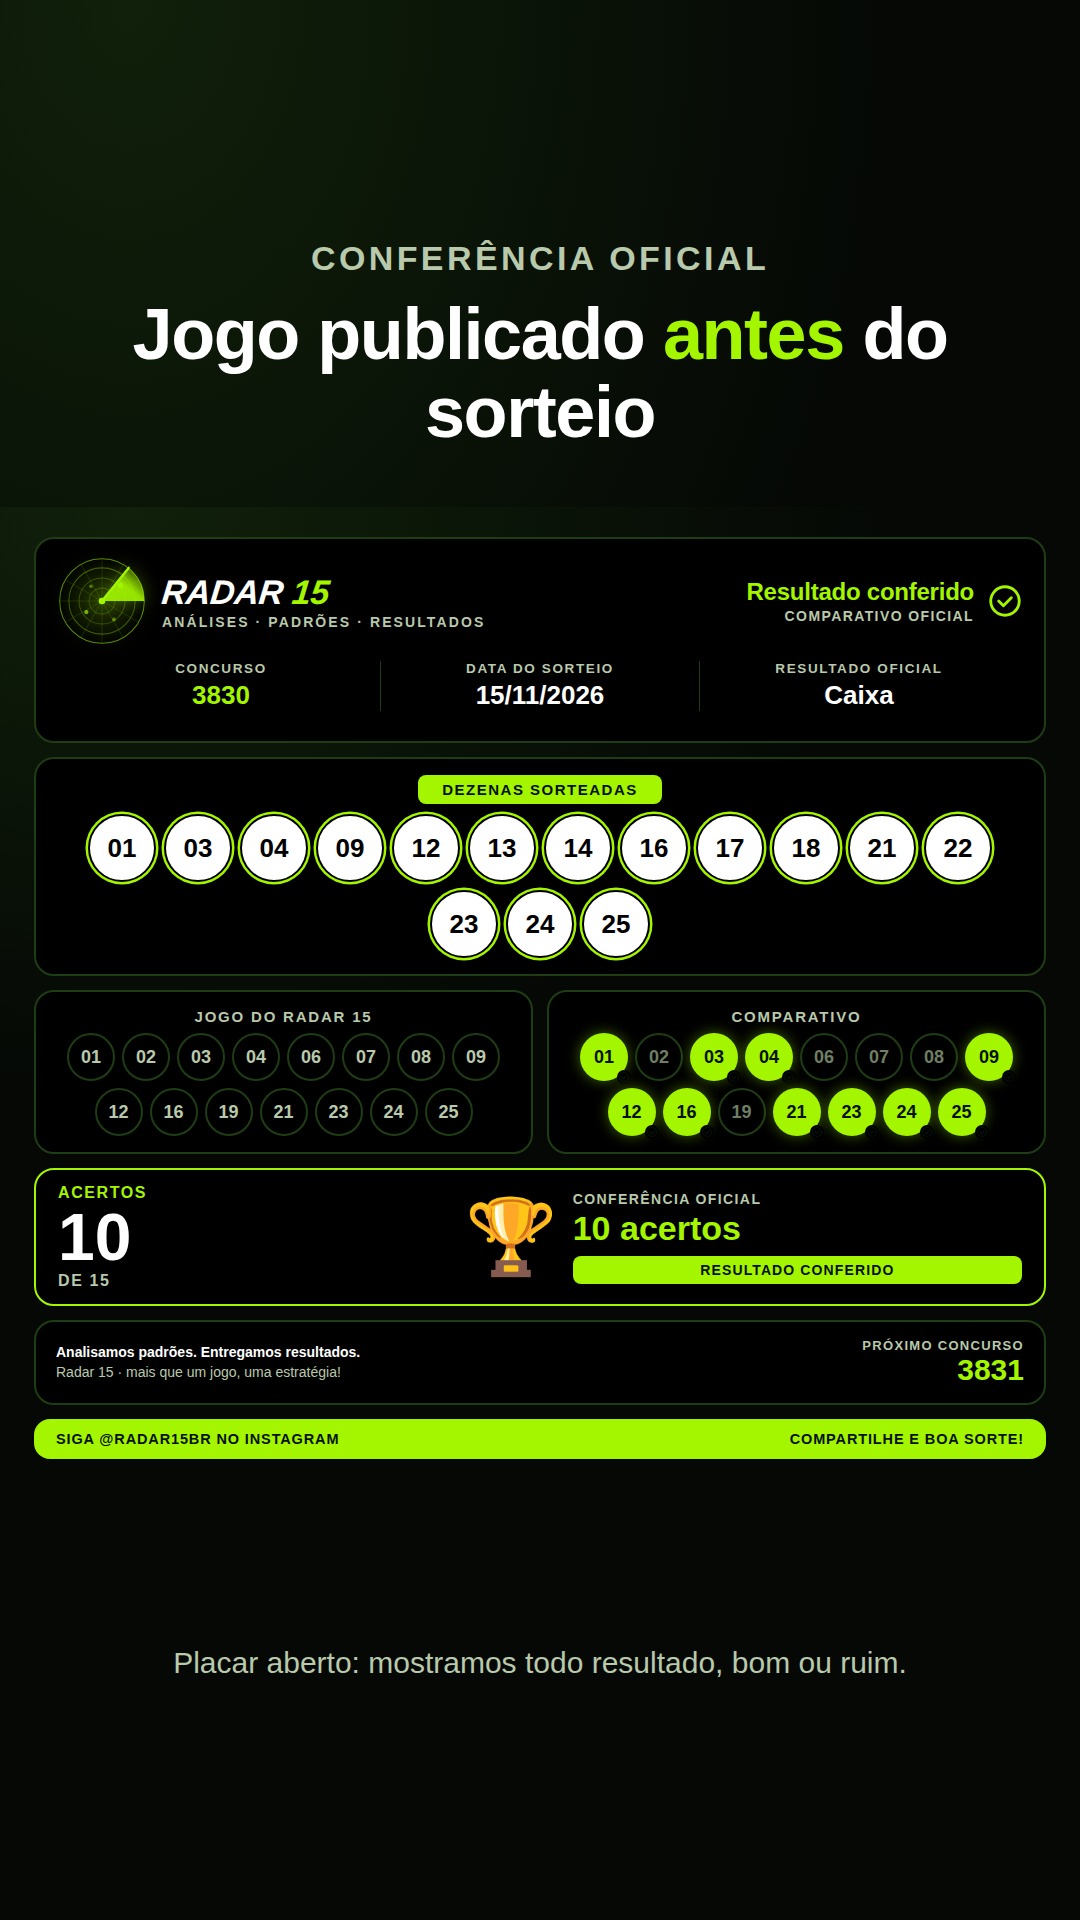 CONFERÊNCIA OFICIAL
Jogo publicado antes do
sorteio
RADAR 15
ANÁLISES · PADRÕES · RESULTADOS
Resultado conferido
COMPARATIVO OFICIAL
CONCURSO
3830
DATA DO SORTEIO
15/11/2026
RESULTADO OFICIAL
Caixa
DEZENAS SORTEADAS
01 03 04 09 12 13 14 16 17 18 21 22
23 24 25
JOGO DO RADAR 15
01 02 03 04 06 07 08 09
12 16 19 21 23 24 25
COMPARATIVO
01 02 03 04 06 07 08 09
12 16 19 21 23 24 25
ACERTOS
10
DE 15
CONFERÊNCIA OFICIAL
10 acertos
RESULTADO CONFERIDO
Analisamos padrões. Entregamos resultados.
Radar 15 · mais que um jogo, uma estratégia!
PRÓXIMO CONCURSO
3831
SIGA @RADAR15BR NO INSTAGRAM
COMPARTILHE E BOA SORTE!
Placar aberto: mostramos todo resultado, bom ou ruim.